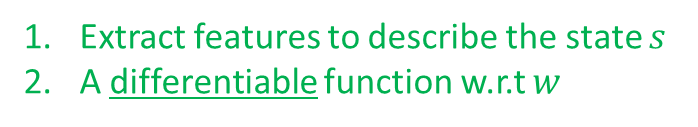 1. Extract features to describe the state s
2. A differentiable function w.r.t w